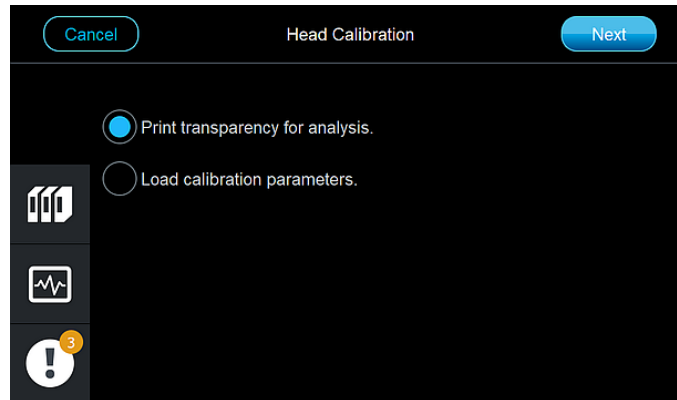 Cancel
Head Calibration
Next
Print transparency for analysis.
Load calibration parameters.
3